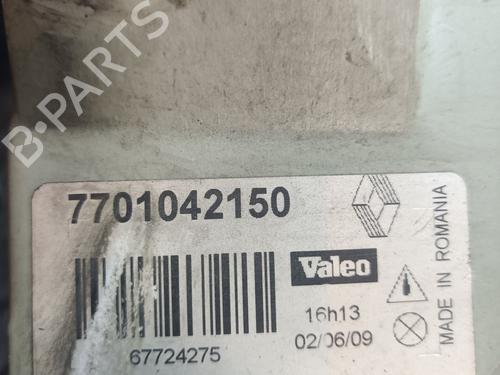 B-PARTS
7701042150
Valeo
16h13
02/06/09
67724275
MADE IN ROMANIA